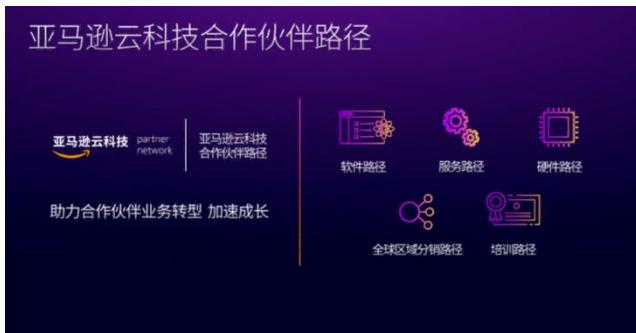 亚马逊云科技合作伙伴路径
亚马逊云科技
partner
network
亚马逊云科技
合作伙伴路径
助力合作伙伴业务转型 加速成长
软件路径
服务路径
硬件路径
全球区域分销路径
培训路径